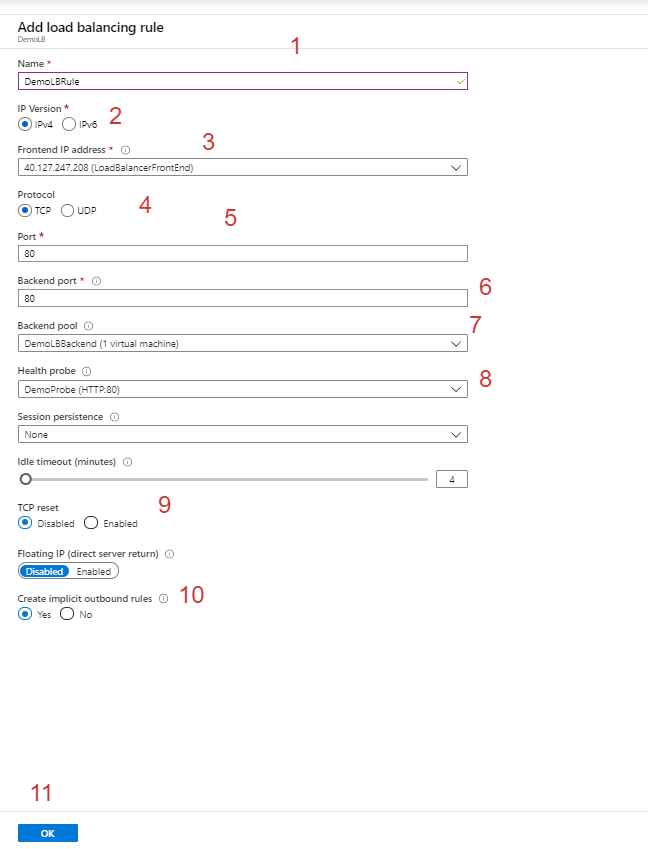 Add load balancing rule
DemoLB
1
Name *
DemoLBRule
IP Version *
2
IPv4 IPv6
3
Frontend IP address *
40.127.247.208 (LoadBalancerFrontEnd)
Protocol
4
TCP UDP
5
Port *
80
Backend port *
6
80
Backend pool
7
DemoLBBackend (1 virtual machine)
Health probe
8
DemoProbe (HTTP:80)
Session persistence
None
Idle timeout (minutes)
4
TCP reset
9
Disabled Enabled
Floating IP (direct server return)
Disabled Enabled
Create implicit outbound rules
10
Yes No
11
OK